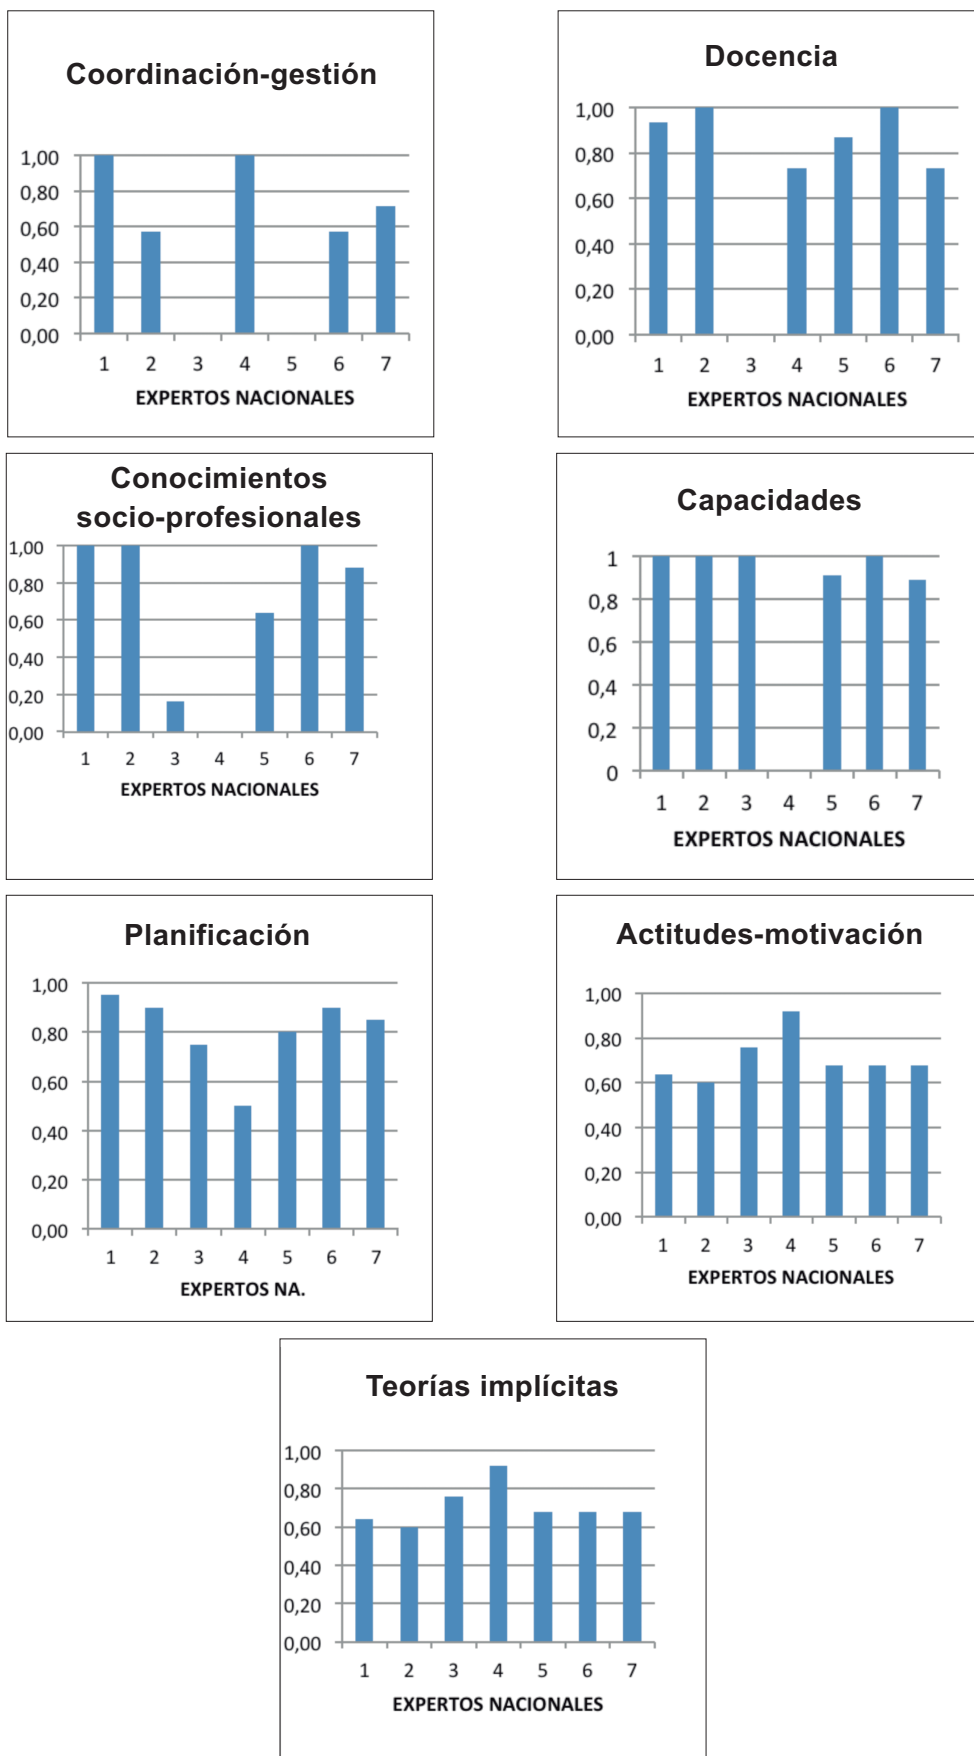 Coordinación-gestión
1,00
0,80
0,60
0,40
0,20
0,00
1 2 3 4 5 6 7
EXPERTOS NACIONALES
Docencia
1,00
0,80
0,60
0,40
0,20
0,00
1 2 3 4 5 6 7
EXPERTOS NACIONALES
Conocimientos
socio-profesionales
1,00
0,80
0,60
0,40
0,20
0,00
1 2 3 4 5 6 7
EXPERTOS NACIONALES
Capacidades
1
0,8
0,6
0,4
0,2
0
1 2 3 4 5 6 7
EXPERTOS NACIONALES
Planificación
1,00
0,80
0,60
0,40
0,20
0,00
1 2 3 4 5 6 7
EXPERTOS NA.
Actitudes-motivación
1,00
0,80
0,60
0,40
0,20
0,00
1 2 3 4 5 6 7
EXPERTOS NACIONALES
Teorías implícitas
1,00
0,80
0,60
0,40
0,20
0,00
1 2 3 4 5 6 7
EXPERTOS NACIONALES